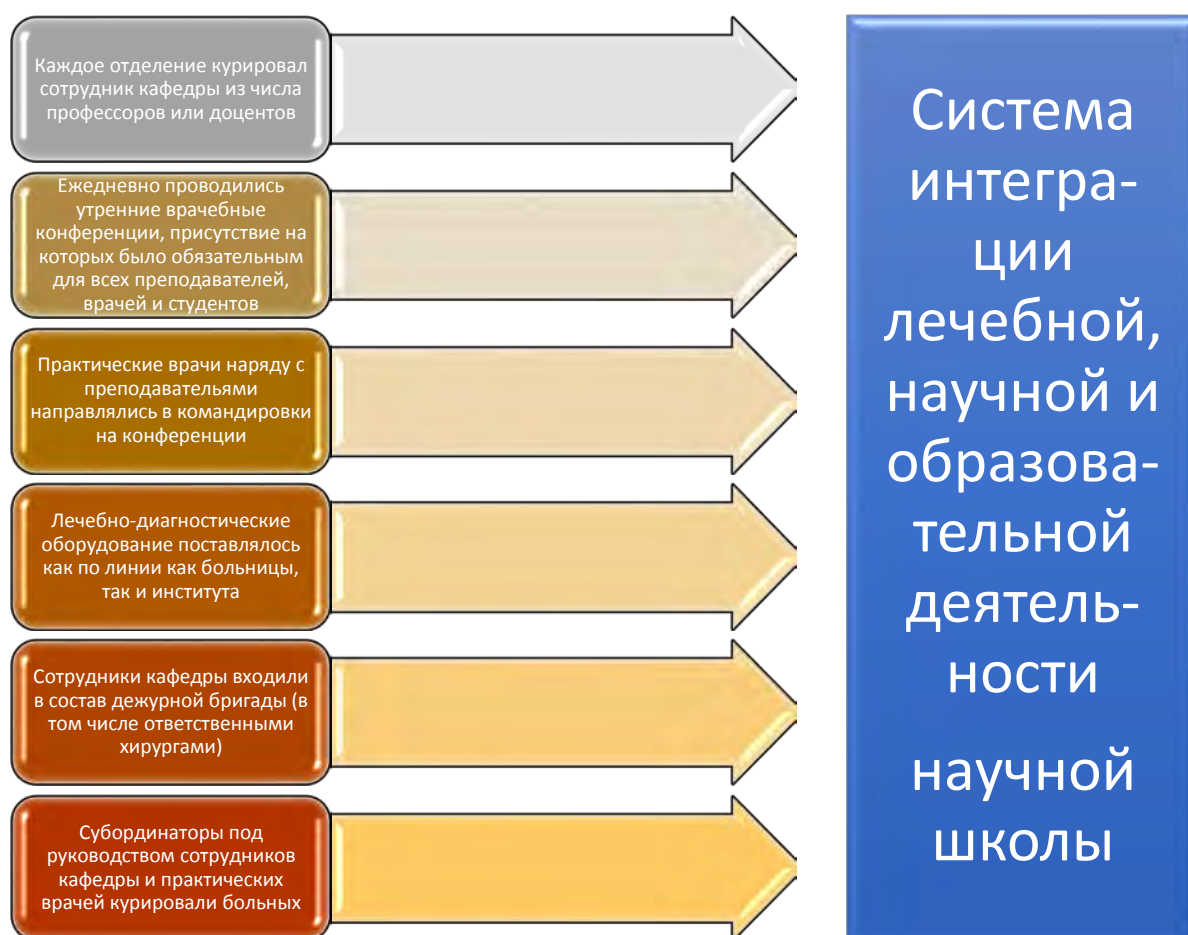 Каждое отделение курировал
сотрудник кафедры из числа
профессоров или доцентов
Ежедневно проводились
утренние врачебные
конференции, присутствие на
которых было обязательным
для всех преподавателей,
врачей и студентов
Практические врачи наряду с
преподавательями
направлялись в командировки
на конференции
Лечебно-диагностические
оборудование поставлялось
как по линии как больницы,
так и института
Сотрудники кафедры входили
в состав дежурной бригады (в
том числе ответственными
хирургами)
Субординаторы под
руководством сотрудников
кафедры и практических
врачей курировали больных
Система
интегра-
ции
лечебной,
научной и
образова-
тельной
деятель-
ности
научной
школы